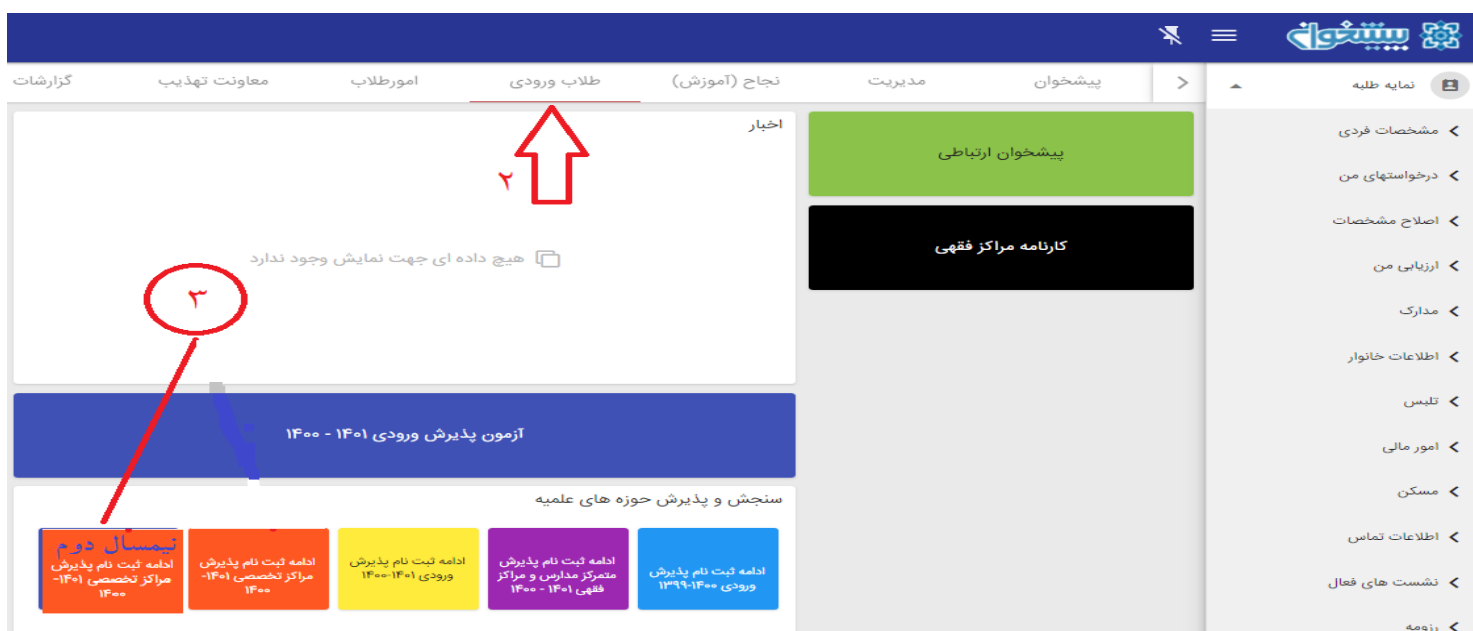 پیشخوان
نمایه طلبه
مشخصات فردی
درخواستهای من
اصلاح مشخصات
ارزیابی من
مدارک
اطلاعات خانوار
تلبس
امور مالی
مسکن
اطلاعات تماس
نشست های فعال
رزومه
پیشخوان
مدیریت
نجاح (آموزش)
طلاب ورودی
امورطلاب
معاونت تهذیب
گزارشات
پیشخوان ارتباطی
کارنامه مراکز فقهی
اخبار
۲
هیچ داده ای جهت نمایش وجود ندارد
۳
آزمون پذیرش ورودی ۱۴۰۱ - ۱۴۰۰
سنجش و پذیرش حوزه های علمیه
ادامه ثبت نام پذیرش
ورودی ۱۴۰۰-۱۳۹۹
ادامه ثبت نام پذیرش
متمرکز مدارس و مراکز
فقهی ۱۴۰۱ - ۱۴۰۰
ادامه ثبت نام پذیرش
ورودی ۱۴۰۱-۱۴۰۰
ادامه ثبت نام پذیرش
مراکز تخصصی ۱۴۰۱-
۱۴۰۰
نیمسال دوم
ادامه ثبت نام پذیرش
مراکز تخصصی ۱۴۰۱-
۱۴۰۰